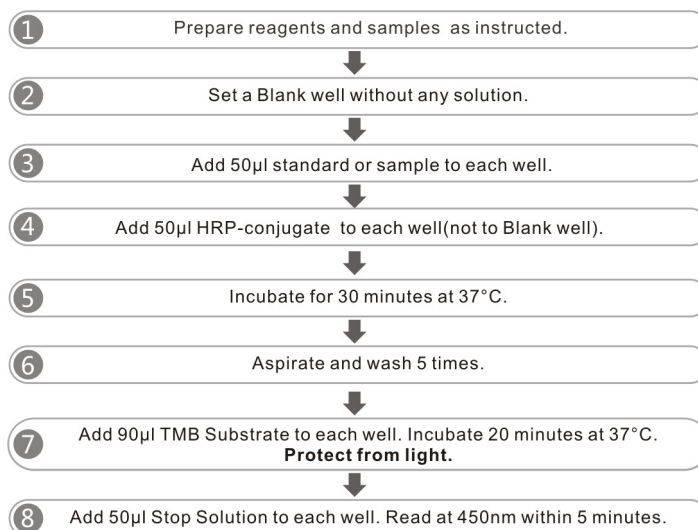 1 Prepare reagents and samples as instructed.
2 Set a Blank well without any solution.
3 Add 50µl standard or sample to each well.
4 Add 50µl HRP-conjugate to each well(not to Blank well).
5 Incubate for 30 minutes at 37°C.
6 Aspirate and wash 5 times.
7 Add 90µl TMB Substrate to each well. Incubate 20 minutes at 37°C.
Protect from light.
8 Add 50µl Stop Solution to each well. Read at 450nm within 5 minutes.